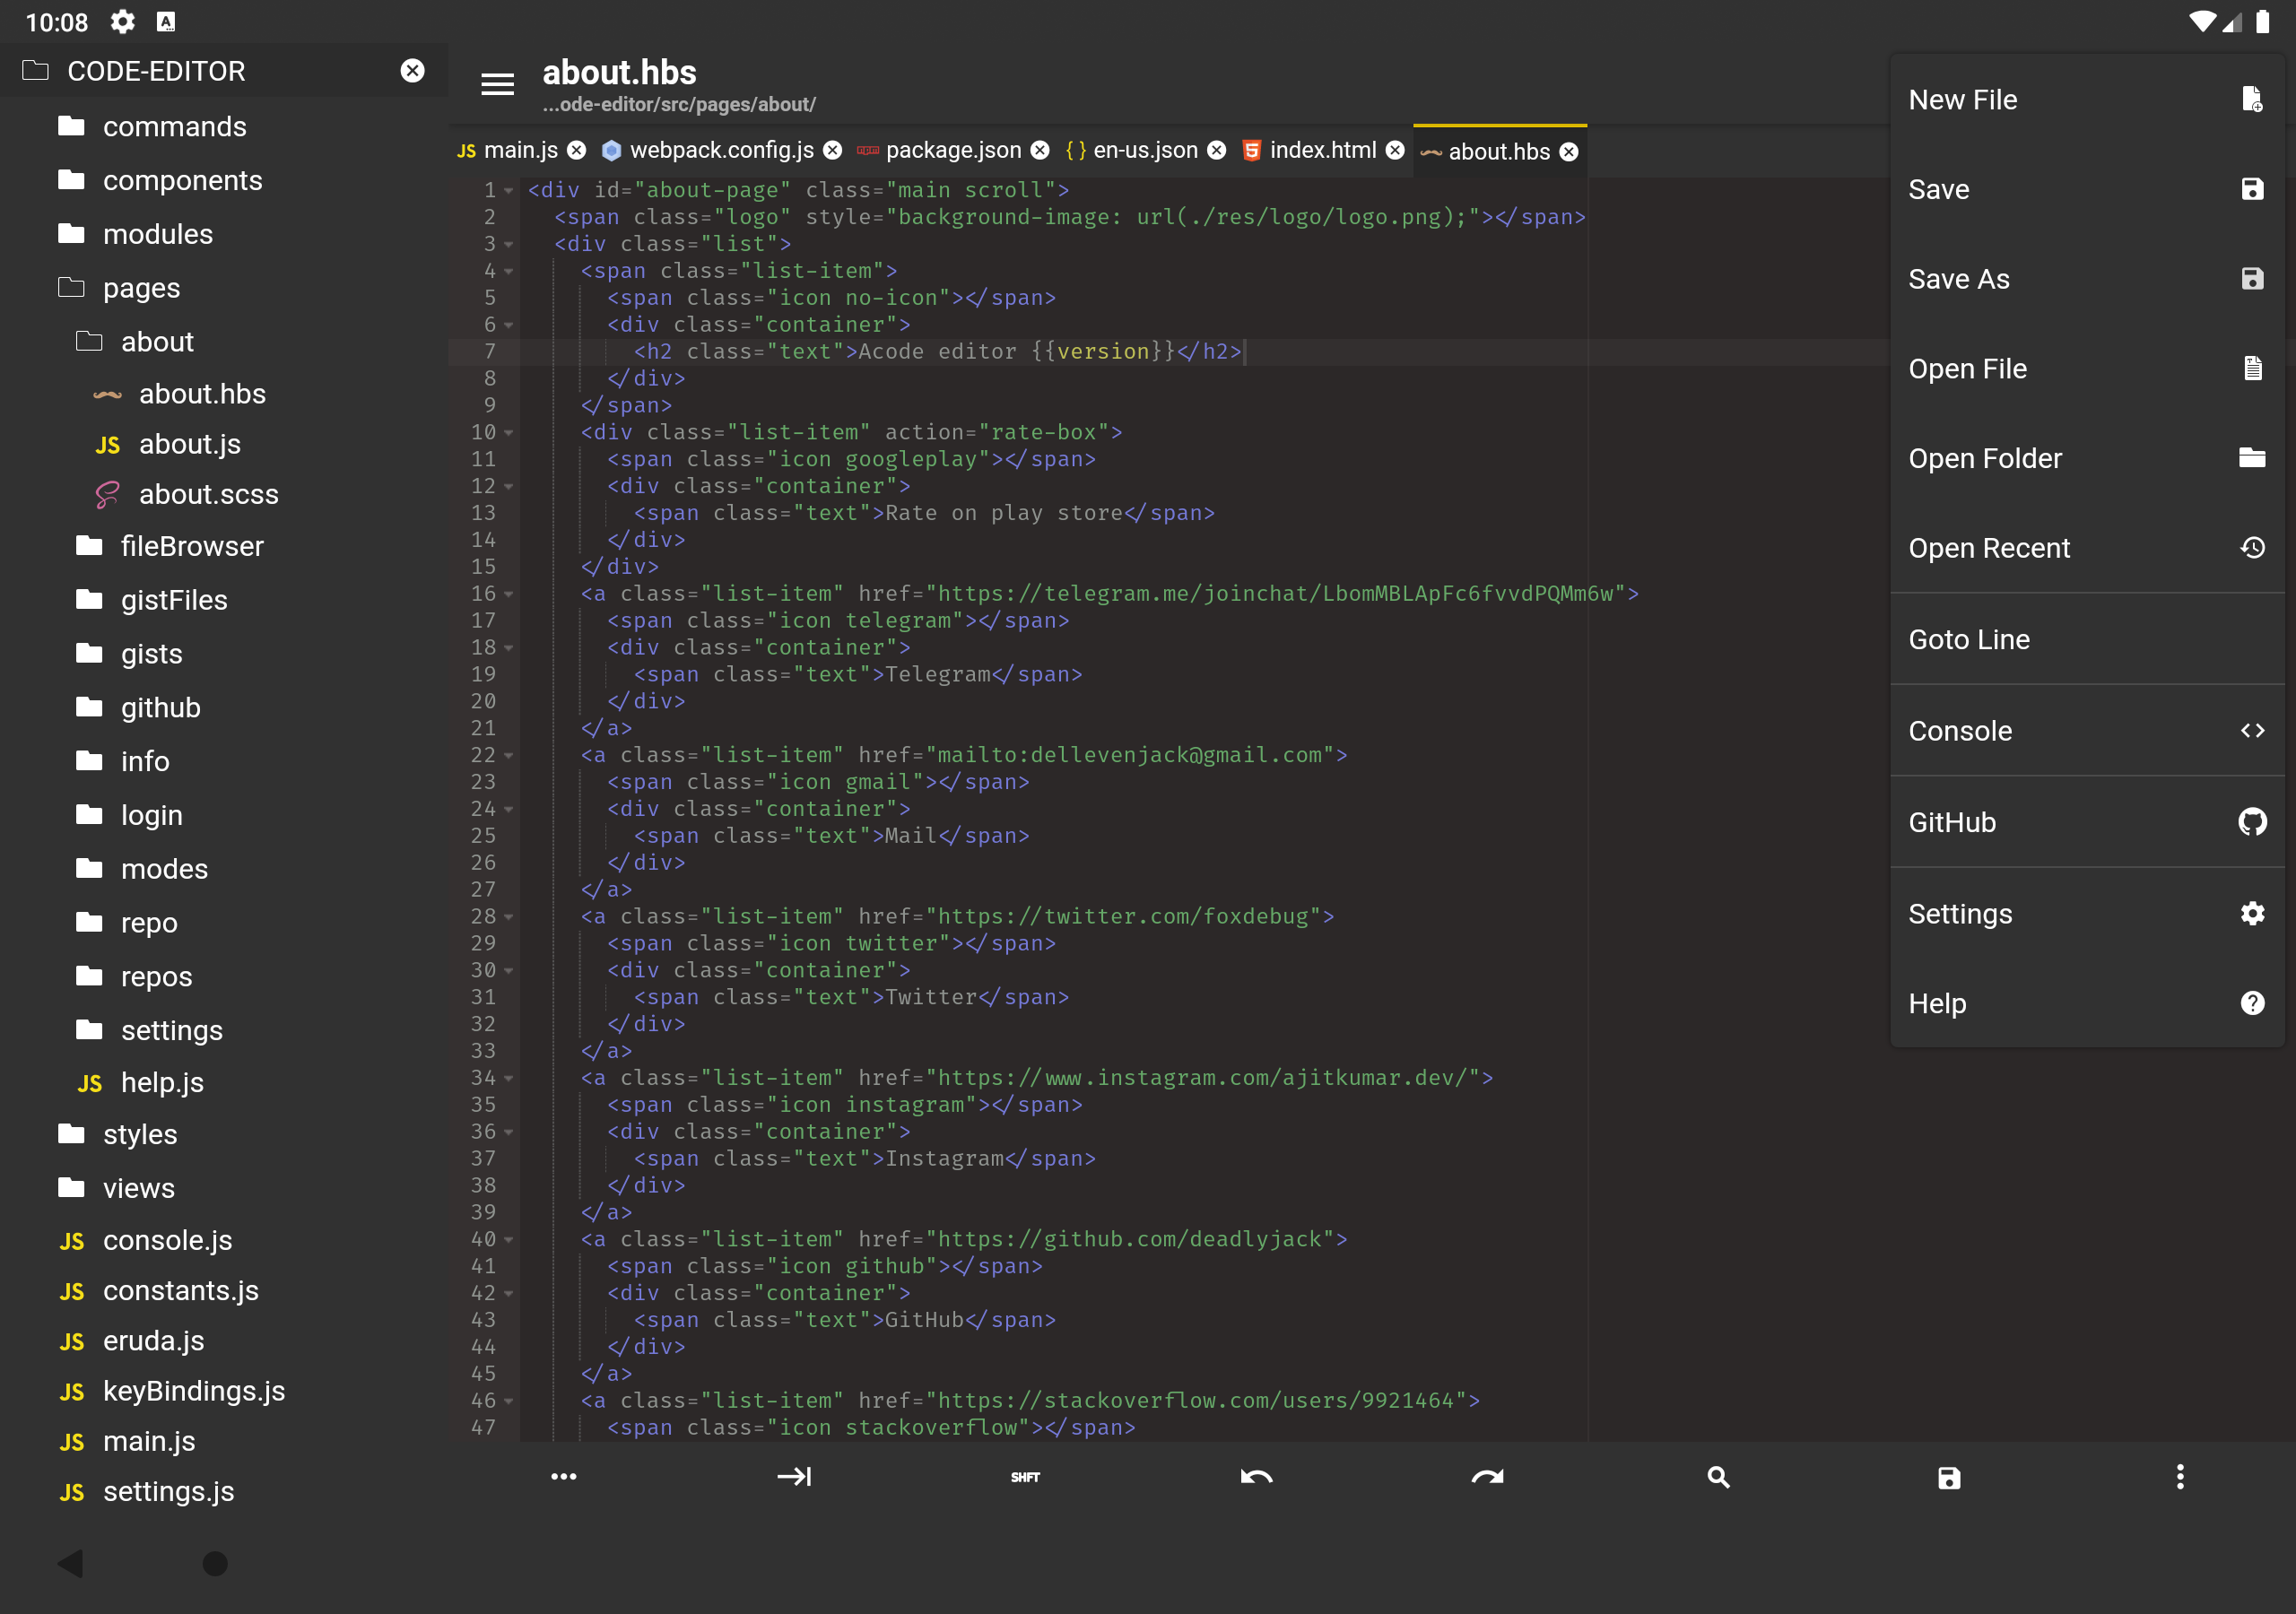 10:08
CODE-EDITOR
commands
components
modules
pages
about
about.hbs
JS about.js
about.scss
fileBrowser
gistFiles
gists
github
info
login
modes
repo
repos
settings
JS help.js
styles
views
JS console.js
JS constants.js
JS eruda.js
JS keyBindings.js
JS main.js
JS settings.js
about.hbs
...ode-editor/src/pages/about/
JS main.js webpack.config.js package.json {} en-us.json index.html about.hbs
1 <div id="about-page" class="main scroll">
2 <span class="logo" style="background-image: url(./res/logo/logo.png);"></span>
3 <div class="list">
4 <span class="list-item">
5 <span class="icon no-icon"></span>
6 <div class="container">
7 <h2 class="text">Acode editor {{version}}</h2>
8 </div>
9 </span>
10 <div class="list-item" action="rate-box">
11 <span class="icon googleplay"></span>
12 <div class="container">
13 <span class="text">Rate on play store</span>
14 </div>
15 </div>
16 <a class="list-item" href="https://telegram.me/joinchat/LbomMBLApFc6fvvdPQMm6w">
17 <span class="icon telegram"></span>
18 <div class="container">
19 <span class="text">Telegram</span>
20 </div>
21 </a>
22 <a class="list-item" href="mailto:dellevenjack@gmail.com">
23 <span class="icon gmail"></span>
24 <div class="container">
25 <span class="text">Mail</span>
26 </div>
27 </a>
28 <a class="list-item" href="https://twitter.com/foxdebug">
29 <span class="icon twitter"></span>
30 <div class="container">
31 <span class="text">Twitter</span>
32 </div>
33 </a>
34 <a class="list-item" href="https://www.instagram.com/ajitkumar.dev/">
35 <span class="icon instagram"></span>
36 <div class="container">
37 <span class="text">Instagram</span>
38 </div>
39 </a>
40 <a class="list-item" href="https://github.com/deadlyjack">
41 <span class="icon github"></span>
42 <div class="container">
43 <span class="text">GitHub</span>
44 </div>
45 </a>
46 <a class="list-item" href="https://stackoverflow.com/users/9921464">
47 <span class="icon stackoverflow"></span>
SHFT
New File
Save
Save As
Open File
Open Folder
Open Recent
Goto Line
Console
GitHub
Settings
Help